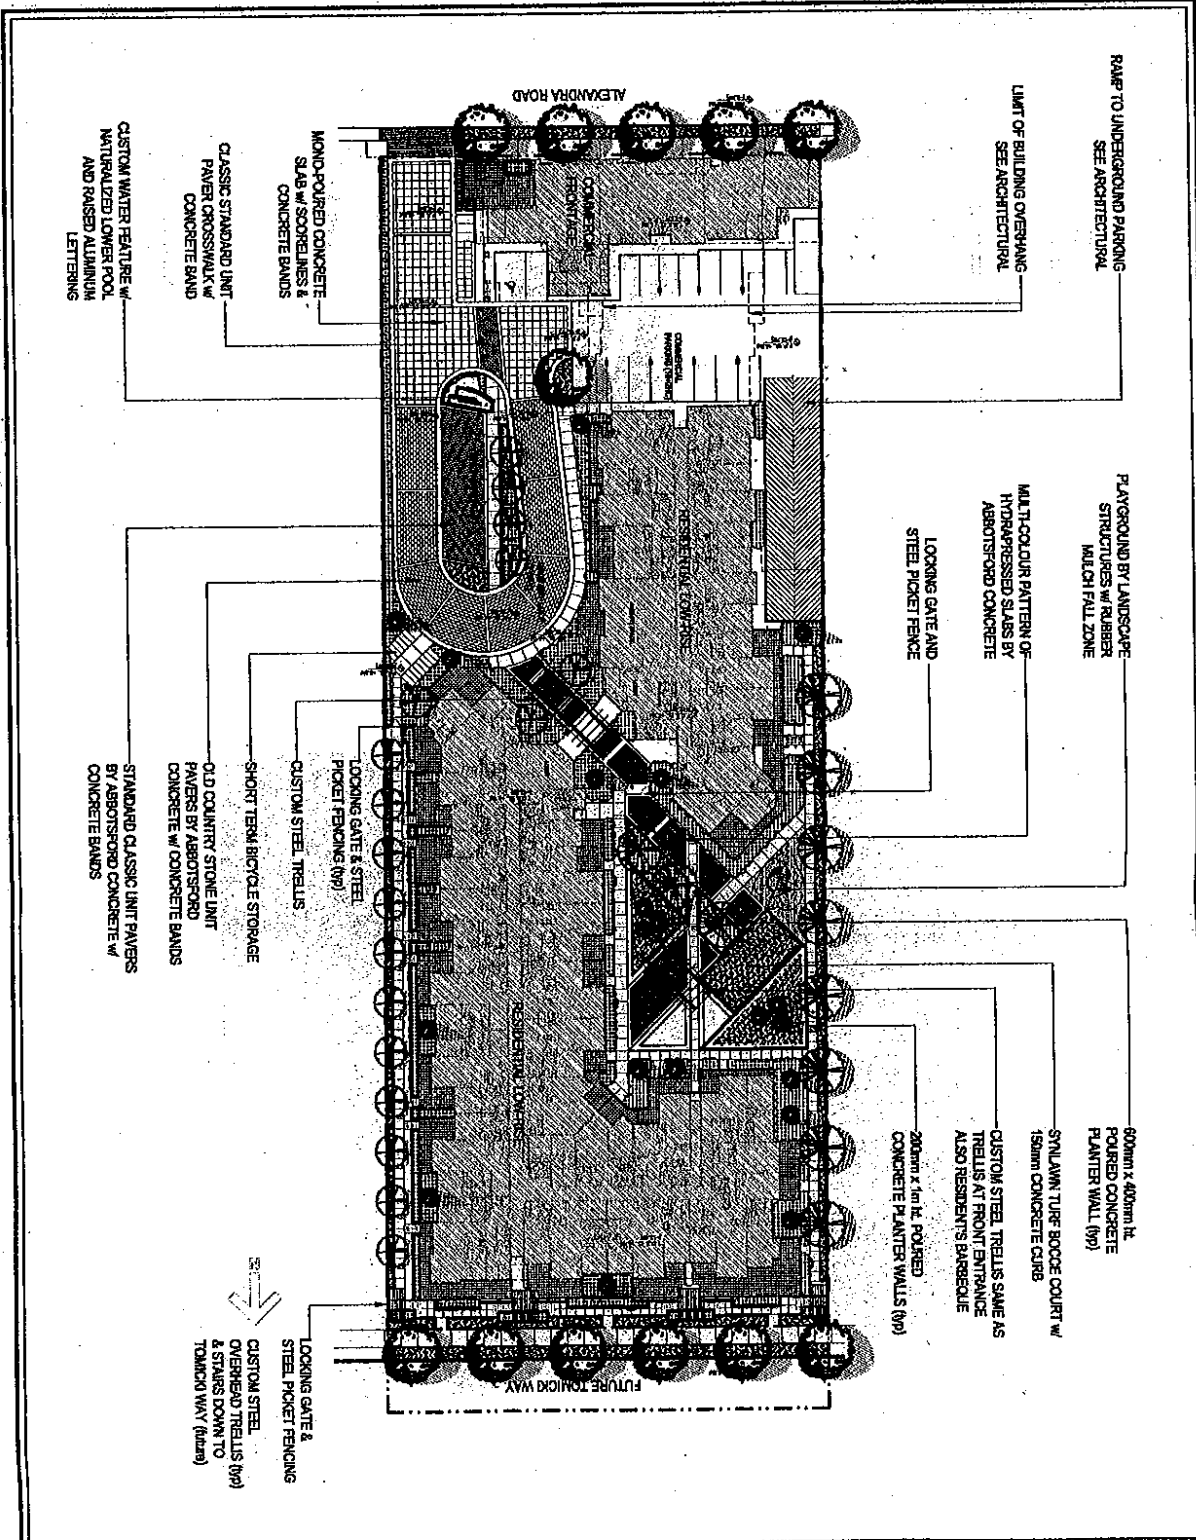 ALEXANDRA ROAD
RAMP TO UNDERGROUND PARKING
SEE ARCHITECTURAL
LIMIT OF BUILDING OVERHANG
SEE ARCHITECTURAL
MONO-POURED CONCRETE
SLAB w/ SCORELINES &
CONCRETE BANDS
CLASSIC STANDARD UNIT
PAVER CROSSWALK w/
CONCRETE BAND
CUSTOM WATER FEATURE w/
NATURALIZED LOWER POOL
AND RAISED ALUMINUM
LETTERING
COMMERCIAL
FRONTAGE
COMMERCIAL
RESIDENTIAL LOW-RISE
PLAYGROUND BY LANDSCAPE
STRUCTURES w/ RUBBER
MULCH FALL ZONE
MULTI-COLOUR PATTERN OF
HYDRAPRESSED SLABS BY
ABBOTSFORD CONCRETE
LOCKING GATE AND
STEEL PICKET FENCE
LOCKING GATE & STEEL
PICKET FENCING (typ)
CUSTOM STEEL TRELLIS
SHORT TERM BICYCLE STORAGE
OLD COUNTRY STONE UNIT
PAVERS BY ABBOTSFORD
CONCRETE w/ CONCRETE BANDS
STANDARD CLASSIC UNIT PAVERS
BY ABBOTSFORD CONCRETE w/
CONCRETE BANDS
RESIDENTIAL LOW-RISE
600mm x 400mm ht.
POURED CONCRETE
PLANTER WALL (typ)
SYNLAWN TURF BOCCE COURT w/
150mm CONCRETE CURB
CUSTOM STEEL TRELLIS SAME AS
TRELLIS AT FRONT ENTRANCE
ALSO RESIDENTS BARBEQUE
200mm x 1m ht. POURED
CONCRETE PLANTER WALLS (typ)
LOCKING GATE &
STEEL PICKET FENCING
CUSTOM STEEL
OVERHEAD TRELLIS (typ)
& STAIRS DOWN TO
TOMICKI WAY (future)
FUTURE TOMICKI WAY